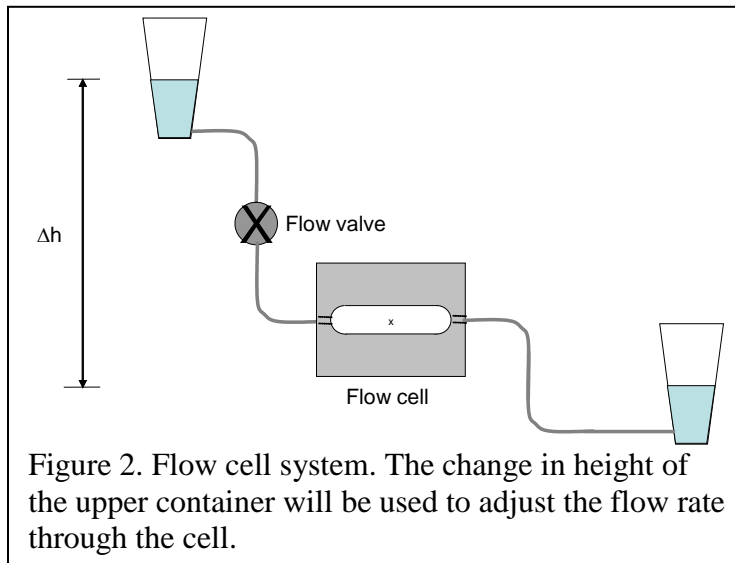 Δh
Flow valve
x
Flow cell
Figure 2. Flow cell system. The change in height of
the upper container will be used to adjust the flow rate
through the cell.